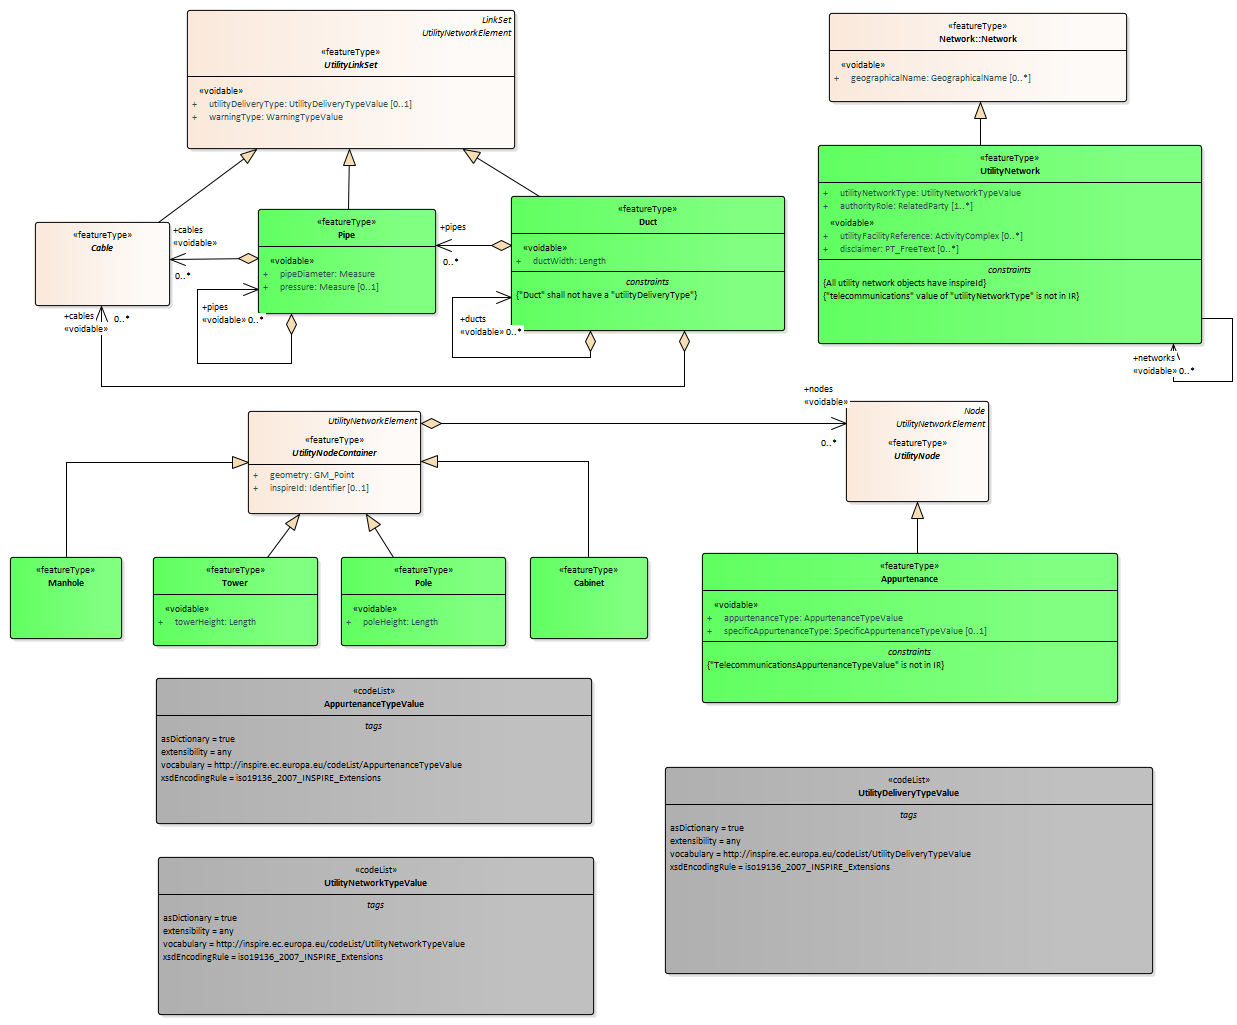 LinkSet
UtilityNetworkElement
«featureType»
UtilityLinkSet
«voidable»
+ utilityDeliveryType: UtilityDeliveryTypeValue [0..1]
+ warningType: WarningTypeValue
«featureType»
Network::Network
«voidable»
+ geographicalName: GeographicalName [0..*]
«featureType»
UtilityNetwork
+ utilityNetworkType: UtilityNetworkTypeValue
+ authorityRole: RelatedParty [1..*]
«voidable»
+ utilityFacilityReference: ActivityComplex [0..*]
+ disclaimer: PT_FreeText [0..*]
constraints
{All utility network objects have inspireId}
{"telecommunications" value of "utilityNetworkType" is not in IR}
+networks
«voidable» 0..*
«featureType»
Cable
+cables
«voidable»
0..*
«featureType»
Pipe
«voidable»
+ pipeDiameter: Measure
+ pressure: Measure [0..1]
+pipes
0..*
«featureType»
Duct
«voidable»
+ ductWidth: Length
constraints
{"Duct" shall not have a "utilityDeliveryType"}
+cables
«voidable»
0..*
+pipes
«voidable» 0..*
+ducts
«voidable» 0..*
UtilityNetworkElement
«featureType»
UtilityNodeContainer
+ geometry: GM_Point
+ inspireId: Identifier [0..1]
+nodes
«voidable»
0..*
Node
UtilityNetworkElement
«featureType»
UtilityNode
«featureType»
Manhole
«featureType»
Tower
«voidable»
+ towerHeight: Length
«featureType»
Pole
«voidable»
+ poleHeight: Length
«featureType»
Cabinet
«featureType»
Appurtenance
«voidable»
+ appurtenanceType: AppurtenanceTypeValue
+ specificAppurtenanceType: SpecificAppurtenanceTypeValue [0..1]
constraints
{"TelecommunicationsAppurtenanceTypeValue" is not in IR}
«codeList»
AppurtenanceTypeValue
tags
asDictionary = true
extensibility = any
vocabulary = http://inspire.ec.europa.eu/codeList/AppurtenanceTypeValue
xsdEncodingRule = iso19136_2007_INSPIRE_Extensions
«codeList»
UtilityDeliveryTypeValue
tags
asDictionary = true
extensibility = any
vocabulary = http://inspire.ec.europa.eu/codeList/UtilityDeliveryTypeValue
xsdEncodingRule = iso19136_2007_INSPIRE_Extensions
«codeList»
UtilityNetworkTypeValue
tags
asDictionary = true
extensibility = any
vocabulary = http://inspire.ec.europa.eu/codeList/UtilityNetworkTypeValue
xsdEncodingRule = iso19136_2007_INSPIRE_Extensions